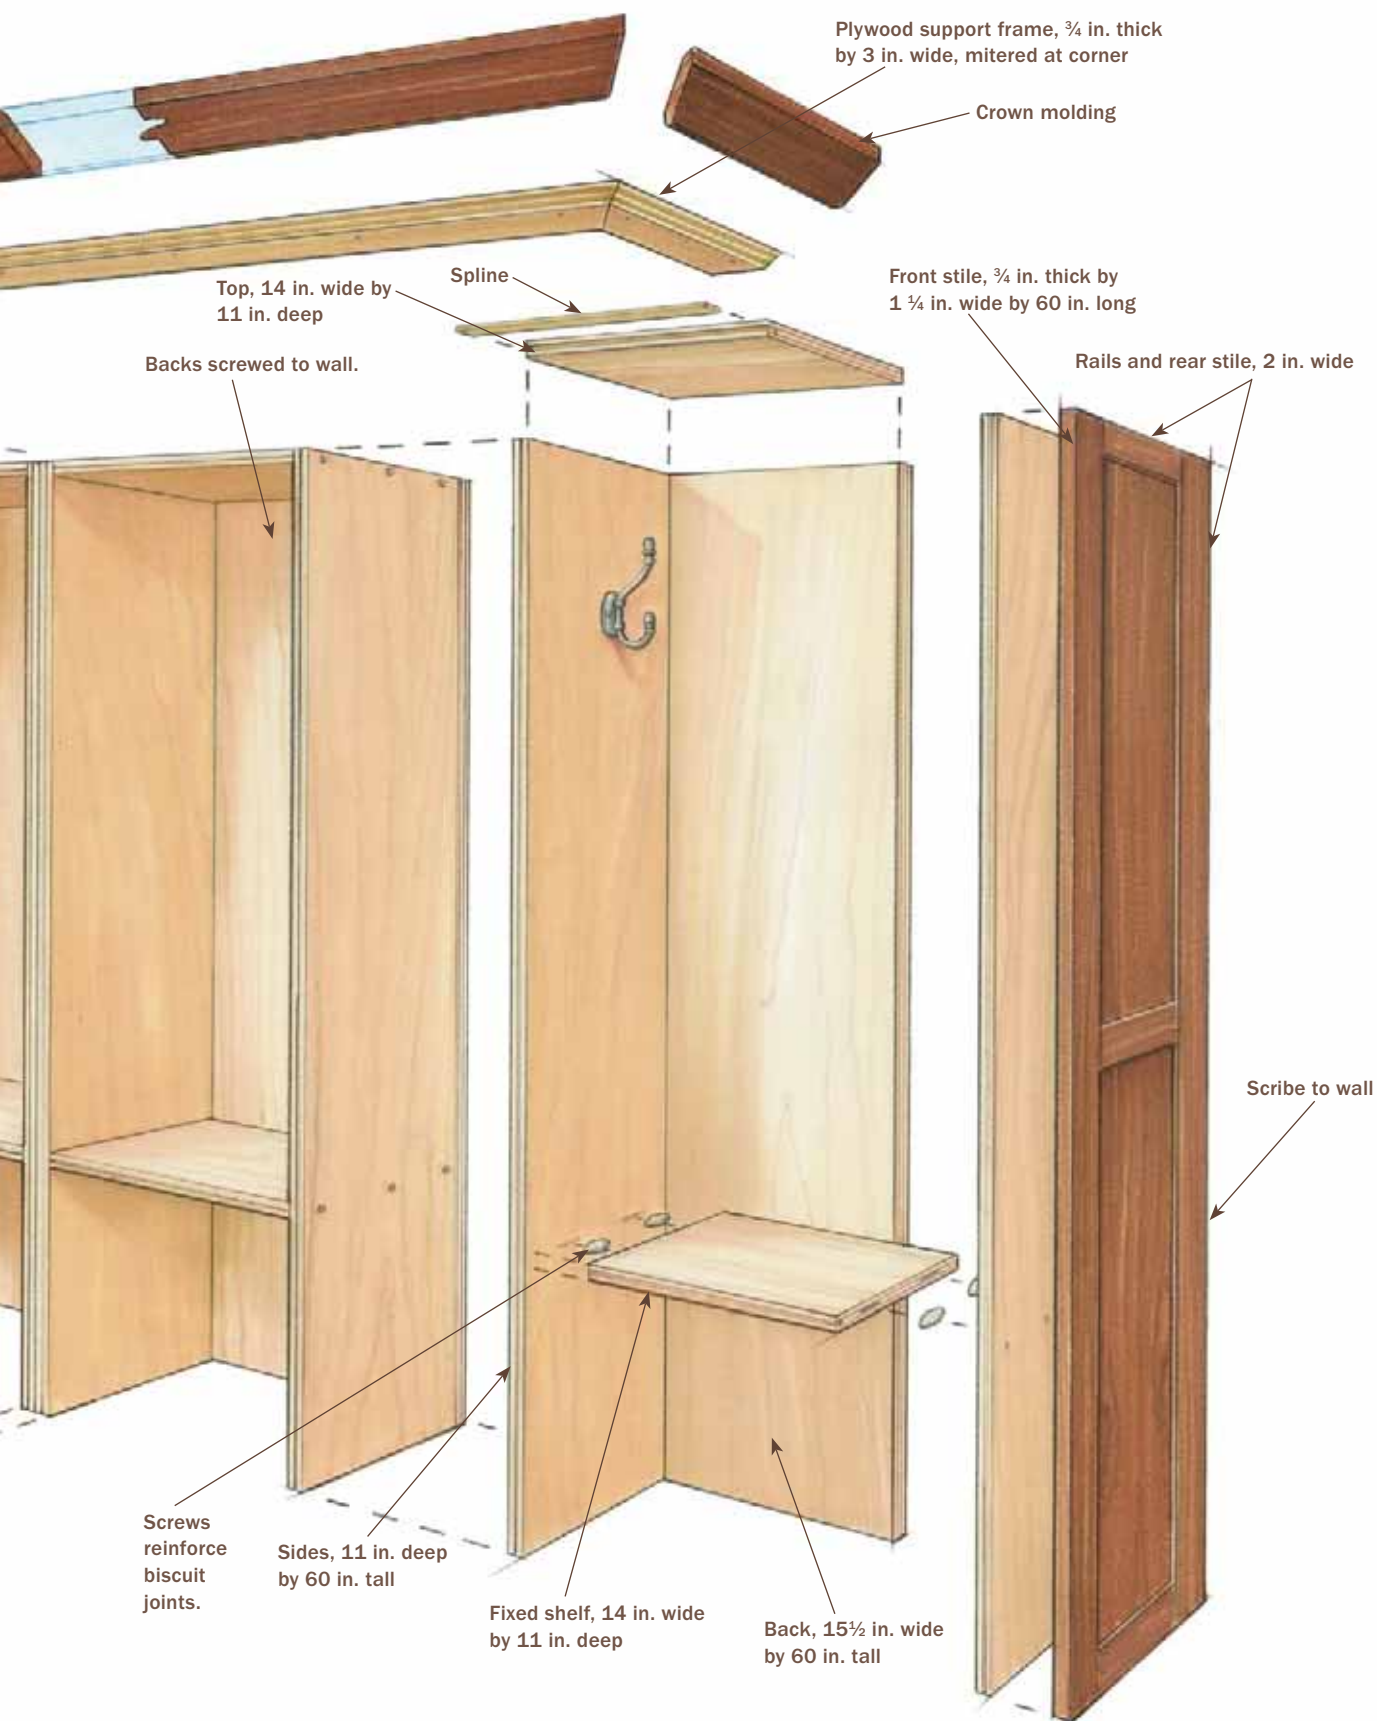 Plywood support frame, ¾ in. thick
by 3 in. wide, mitered at corner
Crown molding
Spline
Top, 14 in. wide by
11 in. deep
Front stile, ¾ in. thick by
1 ¼ in. wide by 60 in. long
Backs screwed to wall.
Rails and rear stile, 2 in. wide
Scribe to wall
Screws
reinforce
biscuit
joints.
Sides, 11 in. deep
by 60 in. tall
Fixed shelf, 14 in. wide
by 11 in. deep
Back, 15½ in. wide
by 60 in. tall